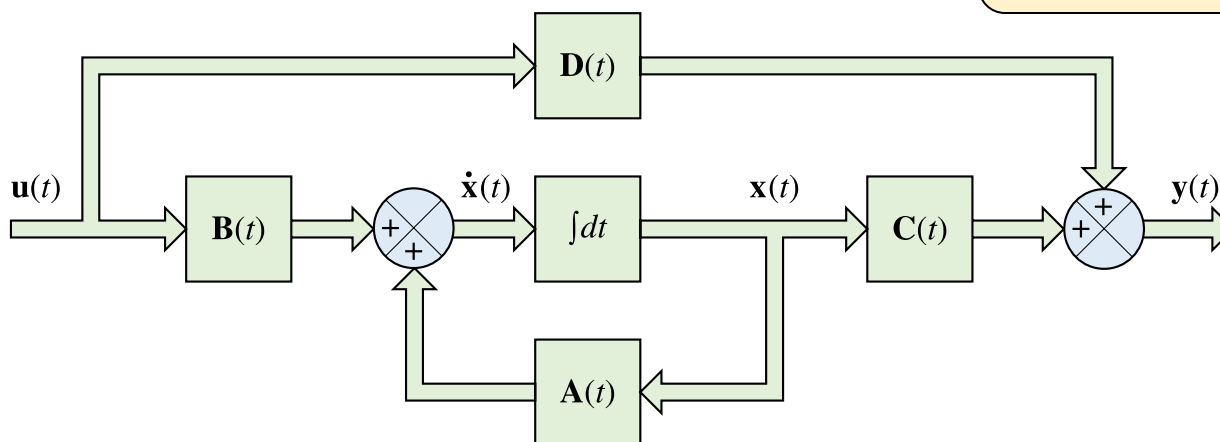 D(t)
u(t)
ẋ(t)
x(t)
y(t)
B(t)
+
+
∫dt
C(t)
+
+
A(t)